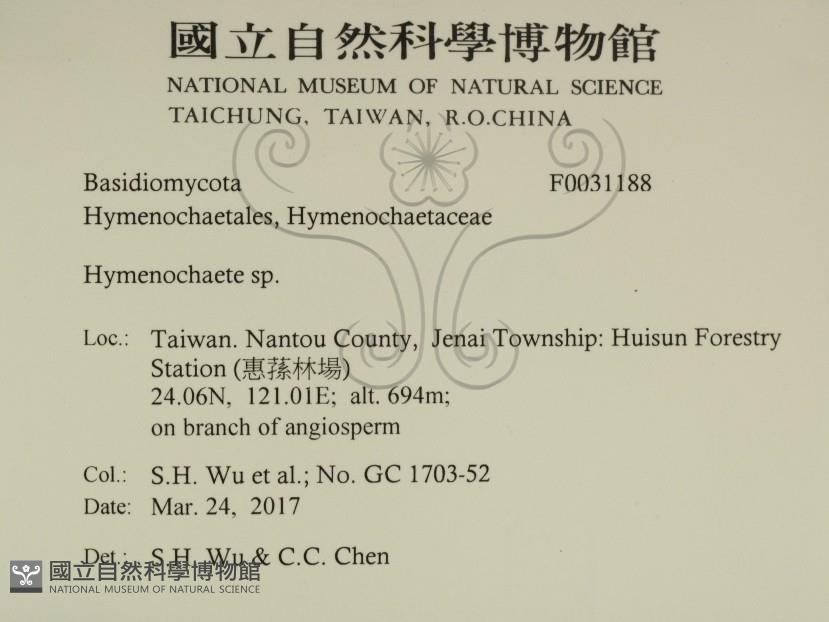 國立自然科學博物館
NATIONAL MUSEUM OF NATURAL SCIENCE
TAICHUNG, TAIWAN, R.O.CHINA
Basidiomycota F0031188
Hymenochaetales, Hymenochaetaceae
Hymenochaete sp.
Loc.: Taiwan. Nantou County, Jenai Township: Huisun Forestry
Station (惠蓀林場)
24.06N, 121.01E; alt. 694m;
on branch of angiosperm
Col.: S.H. Wu et al.; No. GC 1703-52
Date: Mar. 24, 2017
Det.: S.H. Wu & C.C. Chen
國立自然科學博物館
NATIONAL MUSEUM OF NATURAL SCIENCE